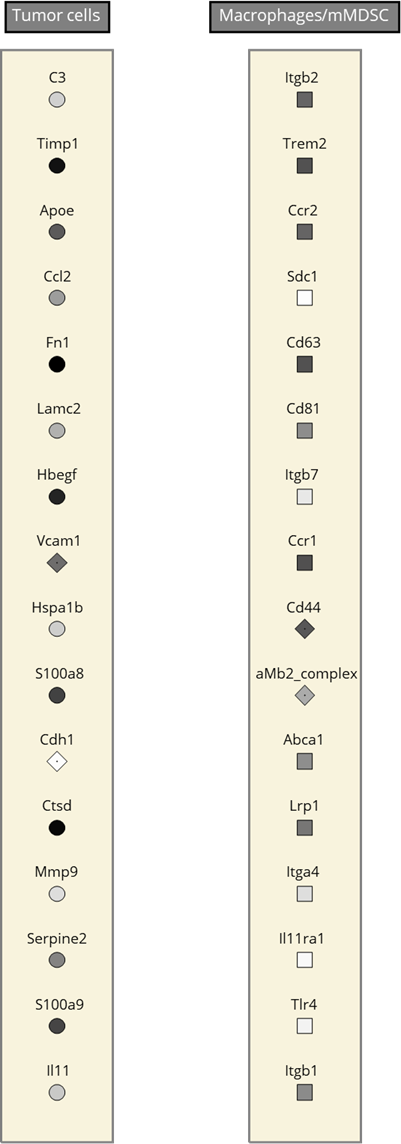 Tumor cells
Macrophages/mMDSC
C3
Itgb2
Timp1
Trem2
Apoe
Ccr2
Ccl2
Sdc1
Fn1
Cd63
Lamc2
Cd81
Hbegf
Itgb7
Vcam1
Ccr1
Hspa1b
Cd44
S100a8
aMb2_complex
Cdh1
Abca1
Ctsd
Lrp1
Mmp9
Itga4
Serpine2
Il11ra1
S100a9
Tlr4
Il11
Itgb1